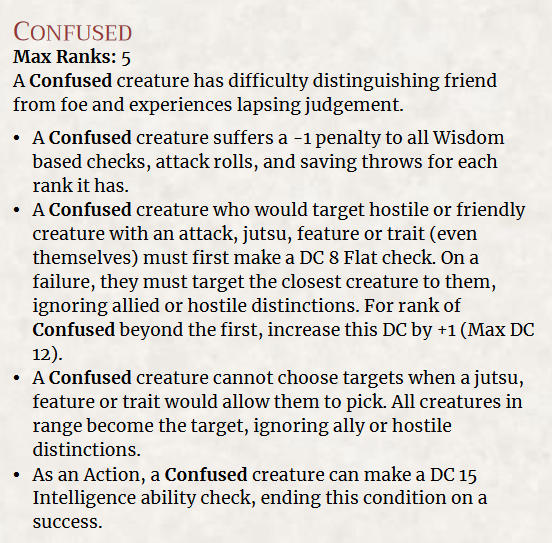 CONFUSED
Max Ranks: 5
A Confused creature has difficulty distinguishing friend
from foe and experiences lapsing judgement.
• A Confused creature suffers a -1 penalty to all Wisdom
based checks, attack rolls, and saving throws for each
rank it has.
• A Confused creature who would target hostile or friendly
creature with an attack, jutsu, feature or trait (even
themselves) must first make a DC 8 Flat check. On a
failure, they must target the closest creature to them,
ignoring allied or hostile distinctions. For rank of
Confused beyond the first, increase this DC by +1 (Max DC
12).
• A Confused creature cannot choose targets when a jutsu,
feature or trait would allow them to pick. All creatures in
range become the target, ignoring ally or hostile
distinctions.
• As an Action, a Confused creature can make a DC 15
Intelligence ability check, ending this condition on a
success.